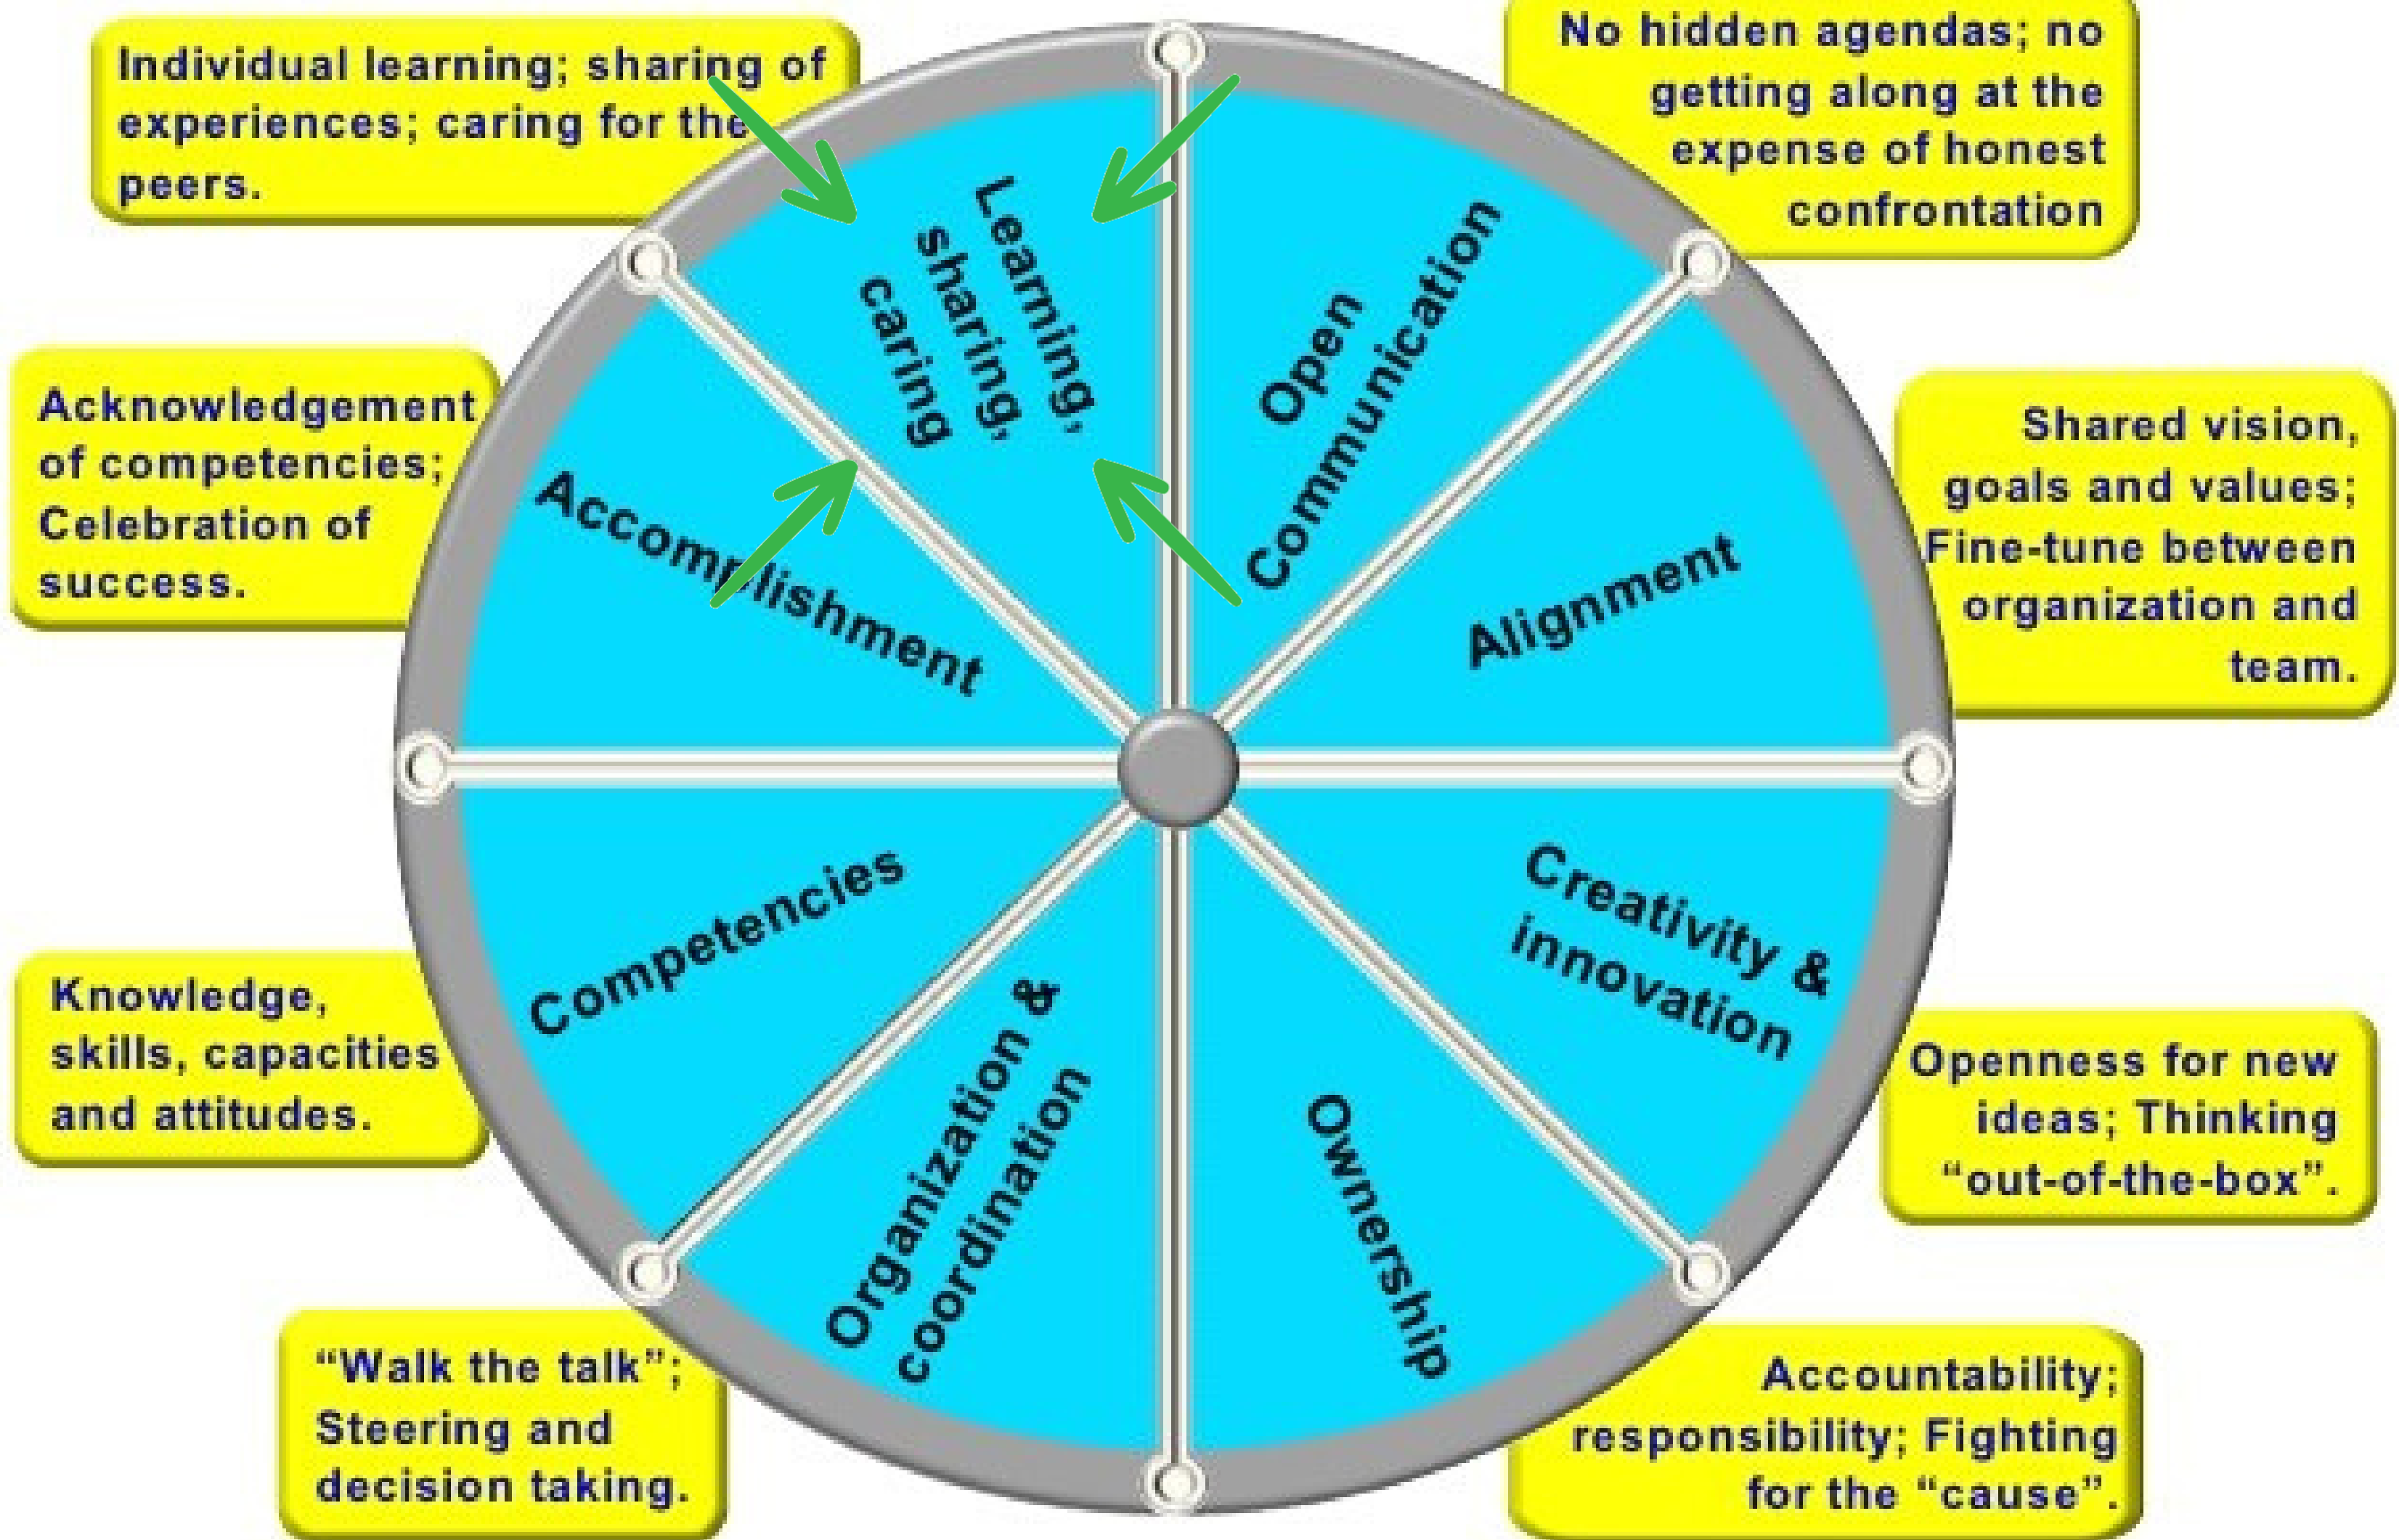 Individual learning; sharing of
experiences; caring for the
peers.
No hidden agendas; no
getting along at the
expense of honest
confrontation
Learning,
sharing,
caring
Open
Communication
Acknowledgement
of competencies;
Celebration of
success.
Accomplishment
Alignment
Shared vision,
goals and values;
Fine-tune between
organization and
team.
Knowledge,
skills, capacities
and attitudes.
Competencies
Creativity &
innovation
Openness for new
ideas; Thinking
“out-of-the-box”.
Organization &
coordination
Ownership
“Walk the talk”;
Steering and
decision taking.
Accountability;
responsibility; Fighting
for the “cause”.